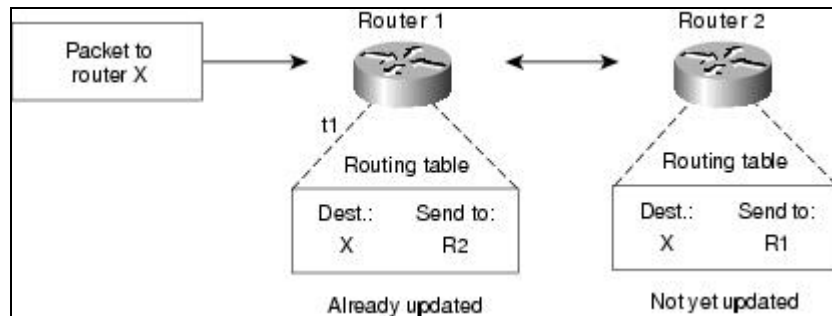 Router 1
Router 2
Packet to
router X
t1
Routing table
Dest.: Send to:
X R2
Already updated
Routing table
Dest.: Send to:
X R1
Not yet updated